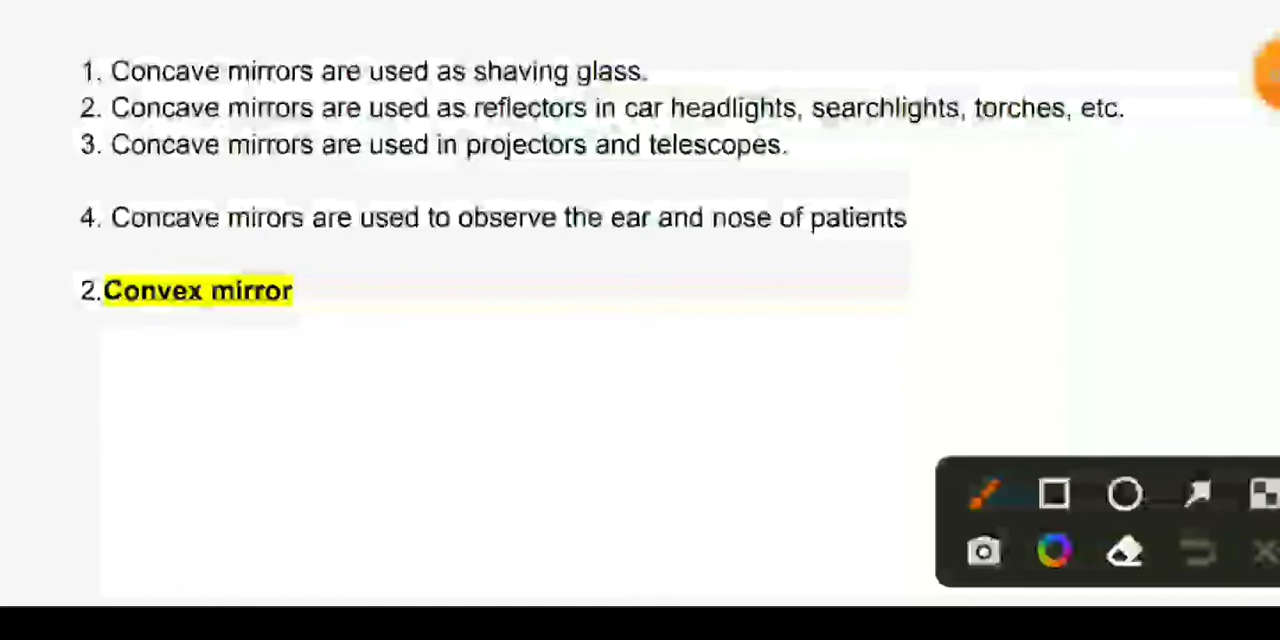 1. Concave mirrors are used as shaving glass.
2. Concave mirrors are used as reflectors in car headlights, searchlights, torches, etc.
3. Concave mirrors are used in projectors and telescopes.
4. Concave mirors are used to observe the ear and nose of patients
2.Convex mirror